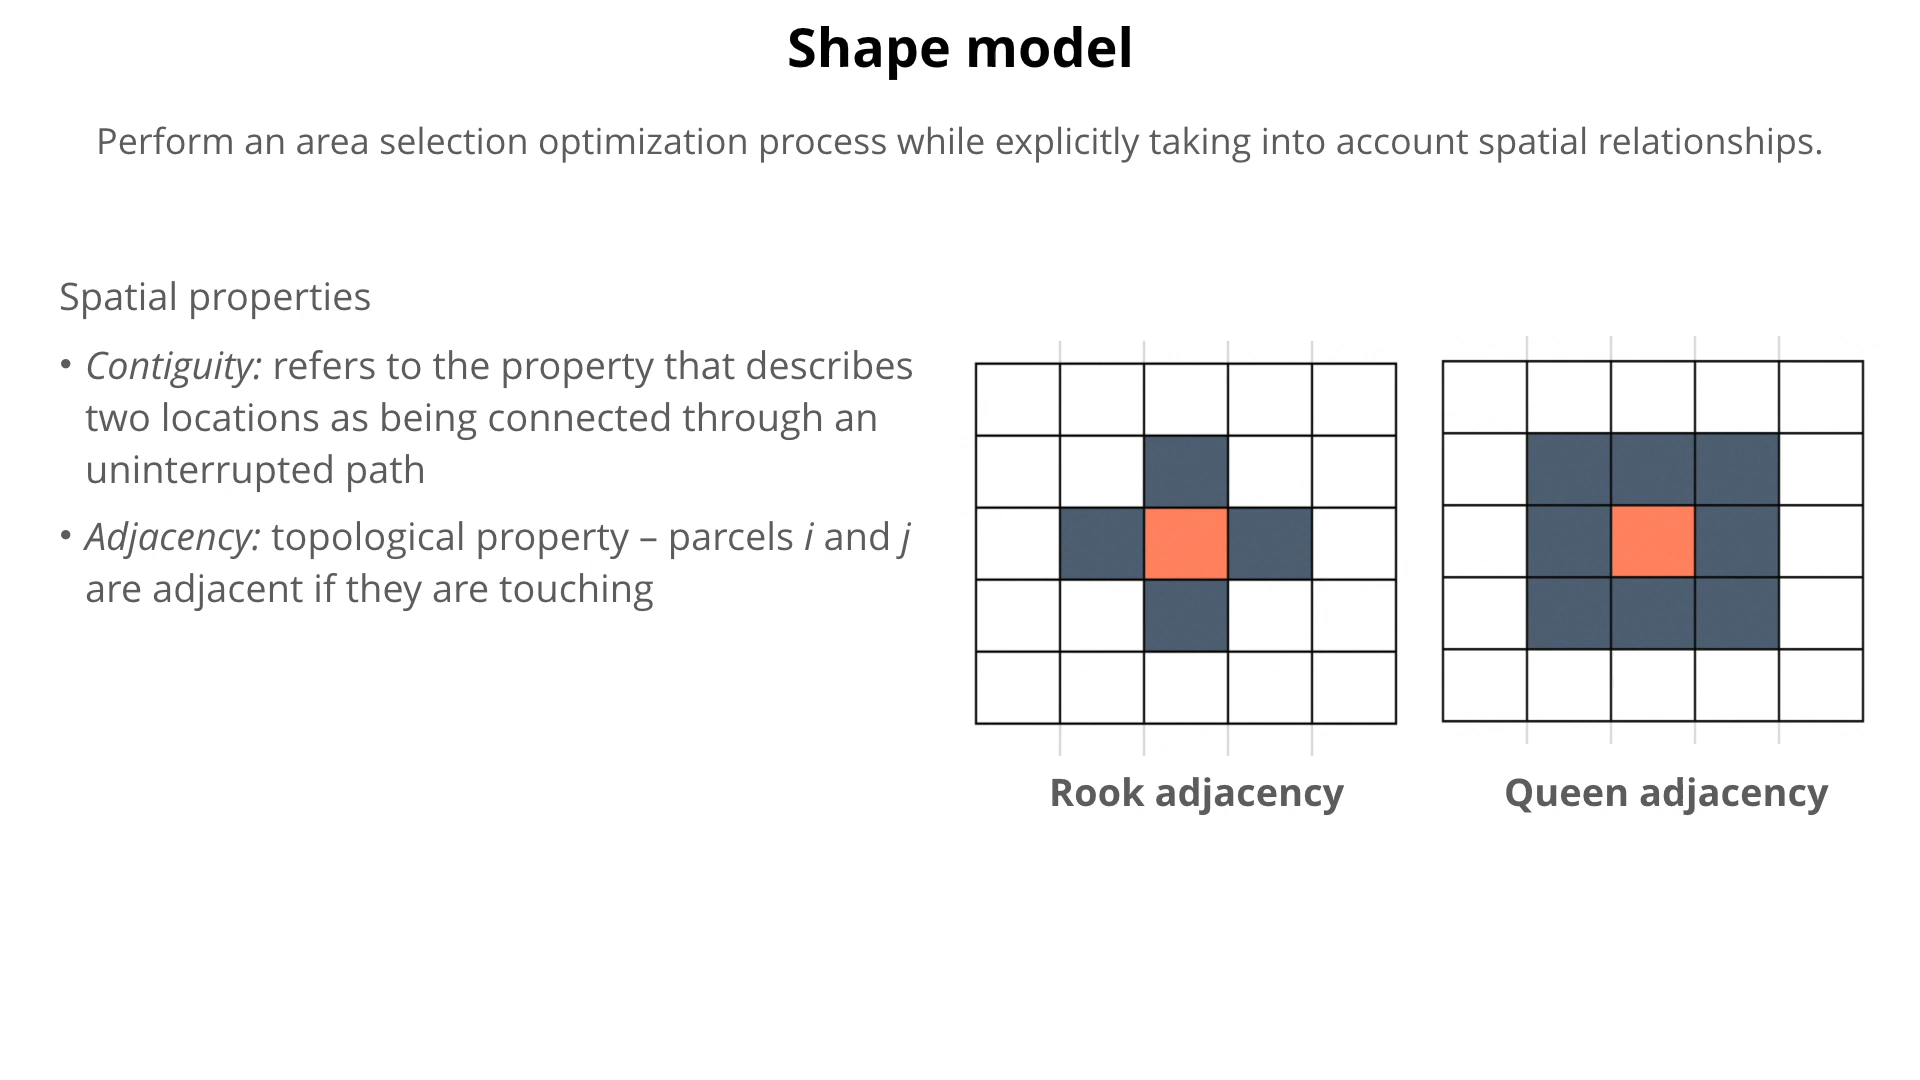 Shape model
Perform an area selection optimization process while explicitly taking into account spatial relationships.
Spatial properties
• Contiguity: refers to the property that describes
two locations as being connected through an
uninterrupted path
• Adjacency: topological property – parcels i and j
are adjacent if they are touching
Rook adjacency
Queen adjacency